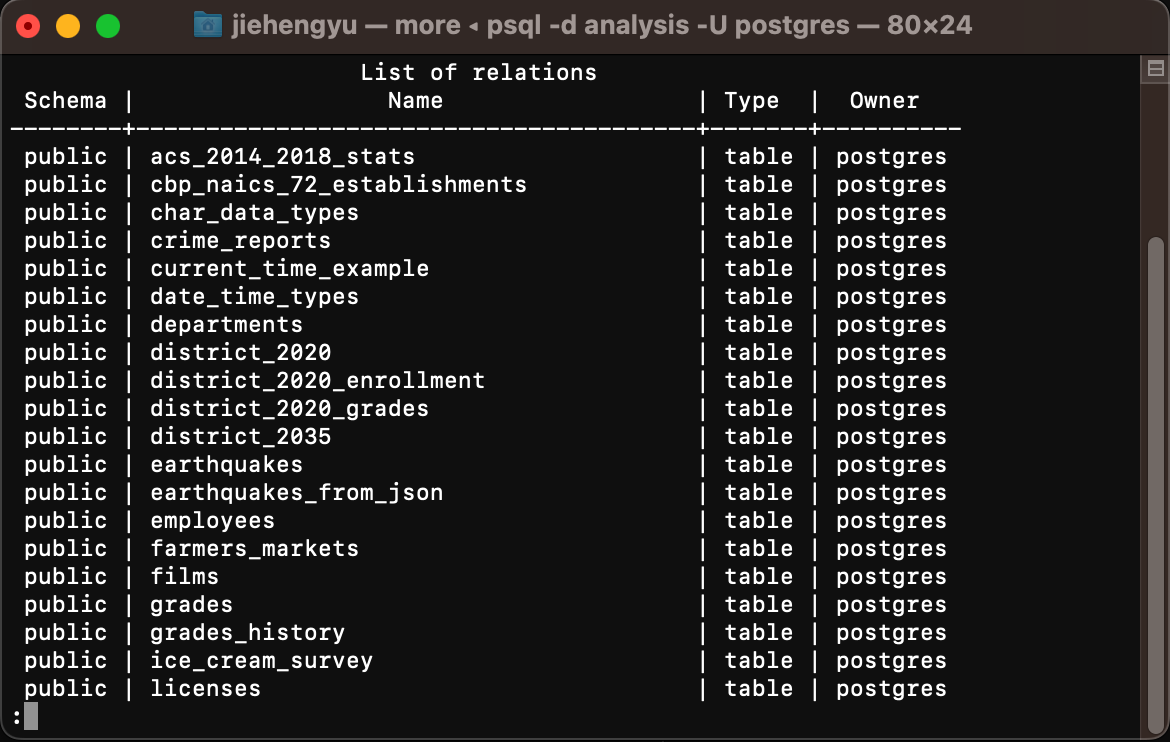 jiehengyu — more ◂ psql -d analysis -U postgres — 80×24
                         List of relations
 Schema |                  Name                   | Type  |  Owner
--------+-----------------------------------------+-------+----------
 public | acs_2014_2018_stats                     | table | postgres
 public | cbp_naics_72_establishments             | table | postgres
 public | char_data_types                         | table | postgres
 public | crime_reports                           | table | postgres
 public | current_time_example                    | table | postgres
 public | date_time_types                         | table | postgres
 public | departments                             | table | postgres
 public | district_2020                           | table | postgres
 public | district_2020_enrollment                | table | postgres
 public | district_2020_grades                    | table | postgres
 public | district_2035                           | table | postgres
 public | earthquakes                             | table | postgres
 public | earthquakes_from_json                   | table | postgres
 public | employees                               | table | postgres
 public | farmers_markets                         | table | postgres
 public | films                                   | table | postgres
 public | grades                                  | table | postgres
 public | grades_history                          | table | postgres
 public | ice_cream_survey                        | table | postgres
 public | licenses                                | table | postgres
: